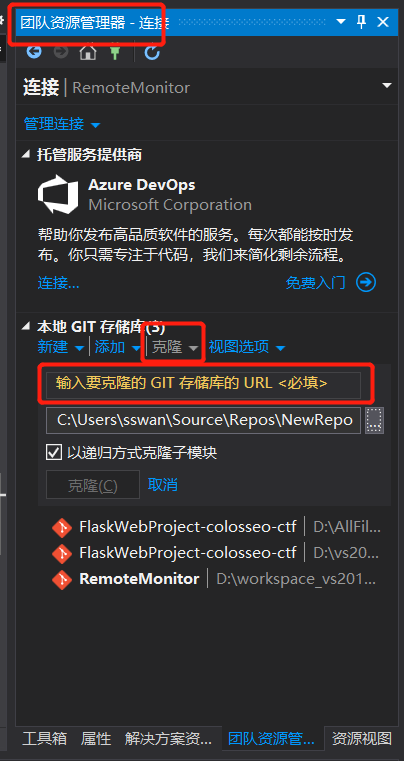 团队资源管理器 - 连接
连接 | RemoteMonitor
管理连接
托管服务提供商
Azure DevOps
Microsoft Corporation
帮助你发布高品质软件的服务。每次都能按时发
布。你只需专注于代码，我们来简化剩余流程。
连接... 免费入门
本地 GIT 存储库(3)
新建 | 添加 | 克隆 | 视图选项
输入要克隆的 GIT 存储库的 URL <必填>
C:\Users\sswan\Source\Repos\NewRepo ...
以递归方式克隆子模块
克隆(C) 取消
FlaskWebProject-colosseo-ctf | D:\AllFil...
FlaskWebProject-colosseo-ctf | D:\vs20...
RemoteMonitor | D:\workspace_vs201...
工具箱 属性 解决方案资... 团队资源管... 资源视图